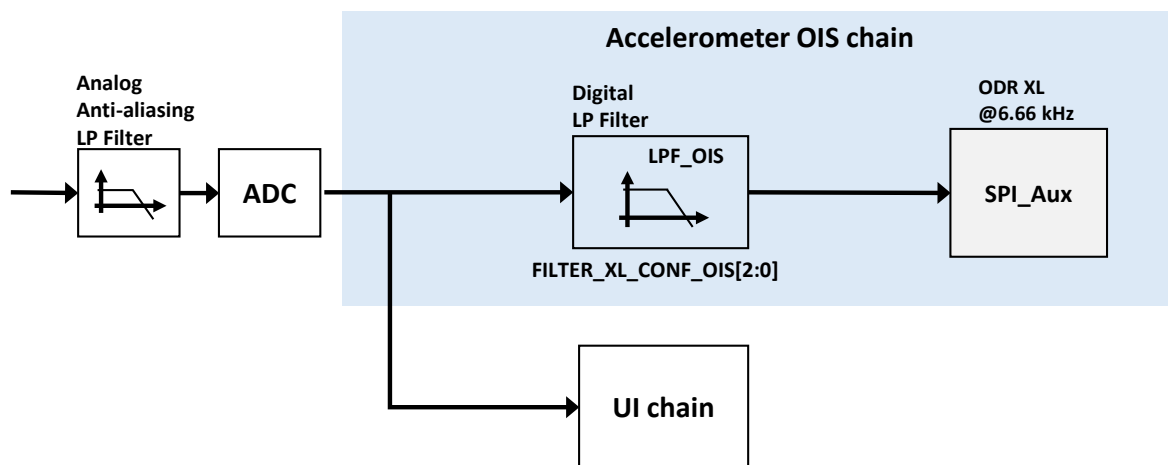 Accelerometer OIS chain
Analog
Anti-aliasing
LP Filter
ADC
Digital
LP Filter
LPF_OIS
FILTER_XL_CONF_OIS[2:0]
ODR XL
@6.66 kHz
SPI_Aux
UI chain